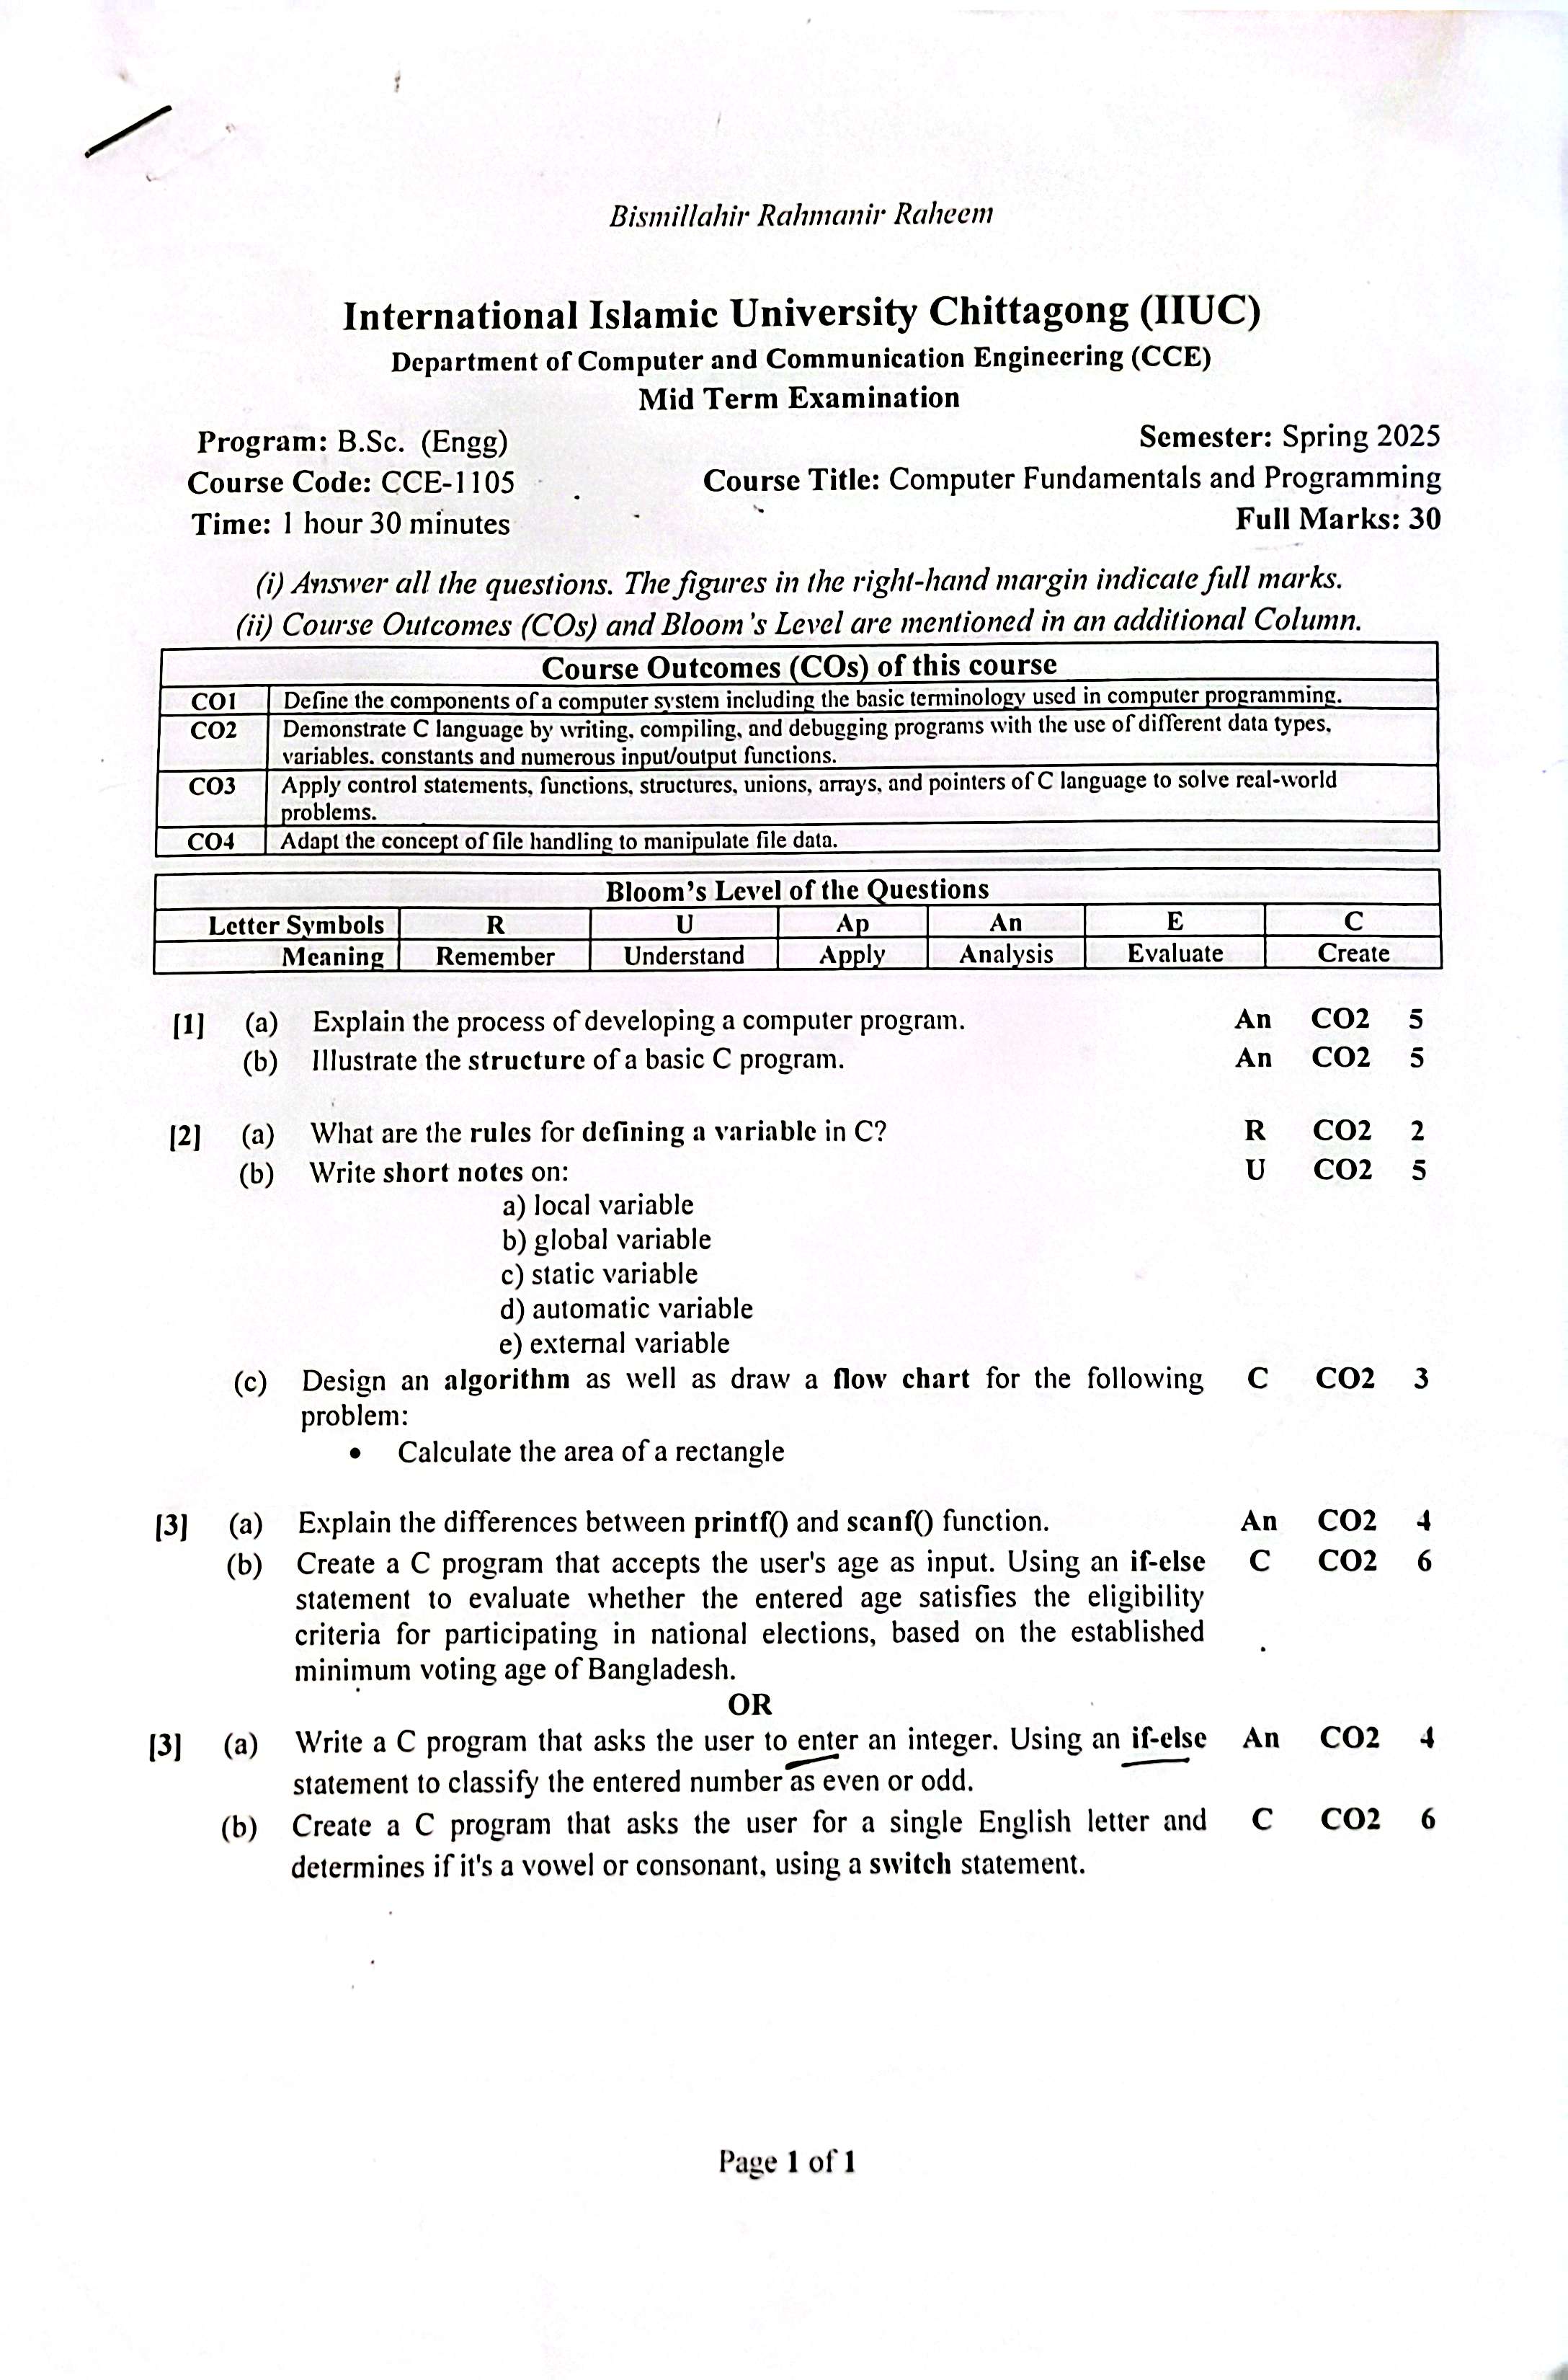 Bismillahir Rahmanir Raheem
International Islamic University Chittagong (IIUC)
Department of Computer and Communication Engineering (CCE)
Mid Term Examination
Program: B.Sc. (Engg) Semester: Spring 2025
Course Code: CCE-1105 Course Title: Computer Fundamentals and Programming
Time: 1 hour 30 minutes Full Marks: 30
(i) Answer all the questions. The figures in the right-hand margin indicate full marks.
(ii) Course Outcomes (COs) and Bloom's Level are mentioned in an additional Column.
Course Outcomes (COs) of this course
CO1 Define the components of a computer system including the basic terminology used in computer programming.
CO2 Demonstrate C language by writing, compiling, and debugging programs with the use of different data types,
variables, constants and numerous input/output functions.
CO3 Apply control statements, functions, structures, unions, arrays, and pointers of C language to solve real-world
problems.
CO4 Adapt the concept of file handling to manipulate file data.
Bloom's Level of the Questions
Letter Symbols R U Ap An E C
Meaning Remember Understand Apply Analysis Evaluate Create
[1] (a) Explain the process of developing a computer program. An CO2 5
(b) Illustrate the structure of a basic C program. An CO2 5
[2] (a) What are the rules for defining a variable in C? R CO2 2
(b) Write short notes on: U CO2 5
a) local variable
b) global variable
c) static variable
d) automatic variable
e) external variable
(c) Design an algorithm as well as draw a flow chart for the following C CO2 3
problem:
• Calculate the area of a rectangle
[3] (a) Explain the differences between printf() and scanf() function. An CO2 4
(b) Create a C program that accepts the user's age as input. Using an if-else C CO2 6
statement to evaluate whether the entered age satisfies the eligibility
criteria for participating in national elections, based on the established
minimum voting age of Bangladesh.
OR
[3] (a) Write a C program that asks the user to enter an integer. Using an if-else An CO2 4
statement to classify the entered number as even or odd.
(b) Create a C program that asks the user for a single English letter and C CO2 6
determines if it's a vowel or consonant, using a switch statement.
Page 1 of 1